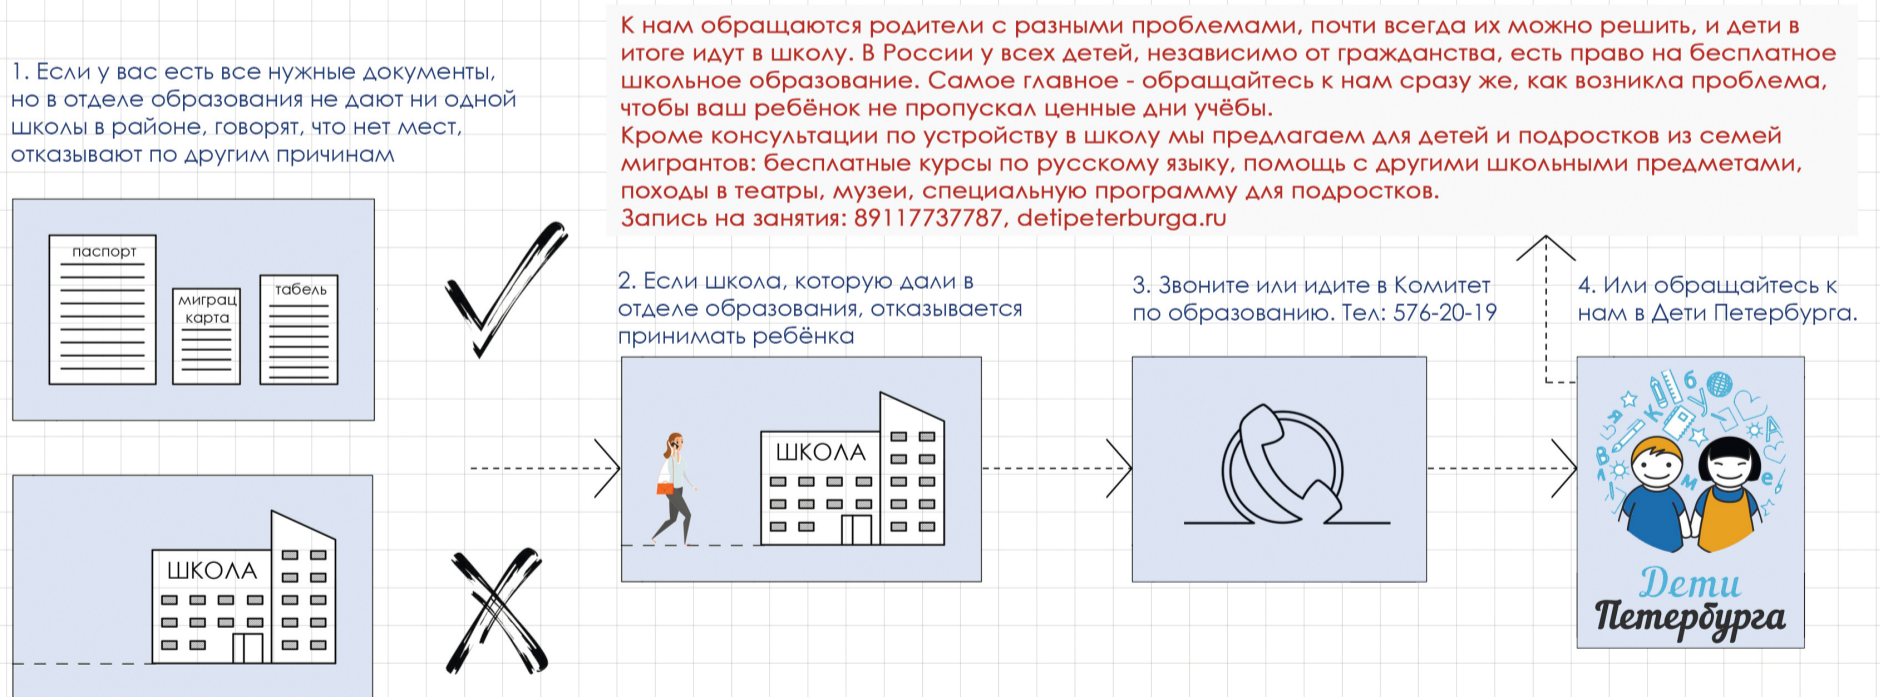 К нам обращаются родители с разными проблемами, почти всегда их можно решить, и дети в
итоге идут в школу. В России у всех детей, независимо от гражданства, есть право на бесплатное
школьное образование. Самое главное - обращайтесь к нам сразу же, как возникла проблема,
чтобы ваш ребёнок не пропускал ценные дни учёбы.
Кроме консультации по устройству в школу мы предлагаем для детей и подростков из семей
мигрантов: бесплатные курсы по русскому языку, помощь с другими школьными предметами,
походы в театры, музеи, специальную программу для подростков.
Запись на занятия: 89117737787, detipeterburga.ru
1. Если у вас есть все нужные документы,
но в отделе образования не дают ни одной
школы в районе, говорят, что нет мест,
отказывают по другим причинам
паспорт
миграц
карта
табель
ШКОЛА
2. Если школа, которую дали в
отделе образования, отказывается
принимать ребёнка
ШКОЛА
3. Звоните или идите в Комитет
по образованию. Тел: 576-20-19
4. Или обращайтесь к
нам в Дети Петербурга.
Дети
Петербурга